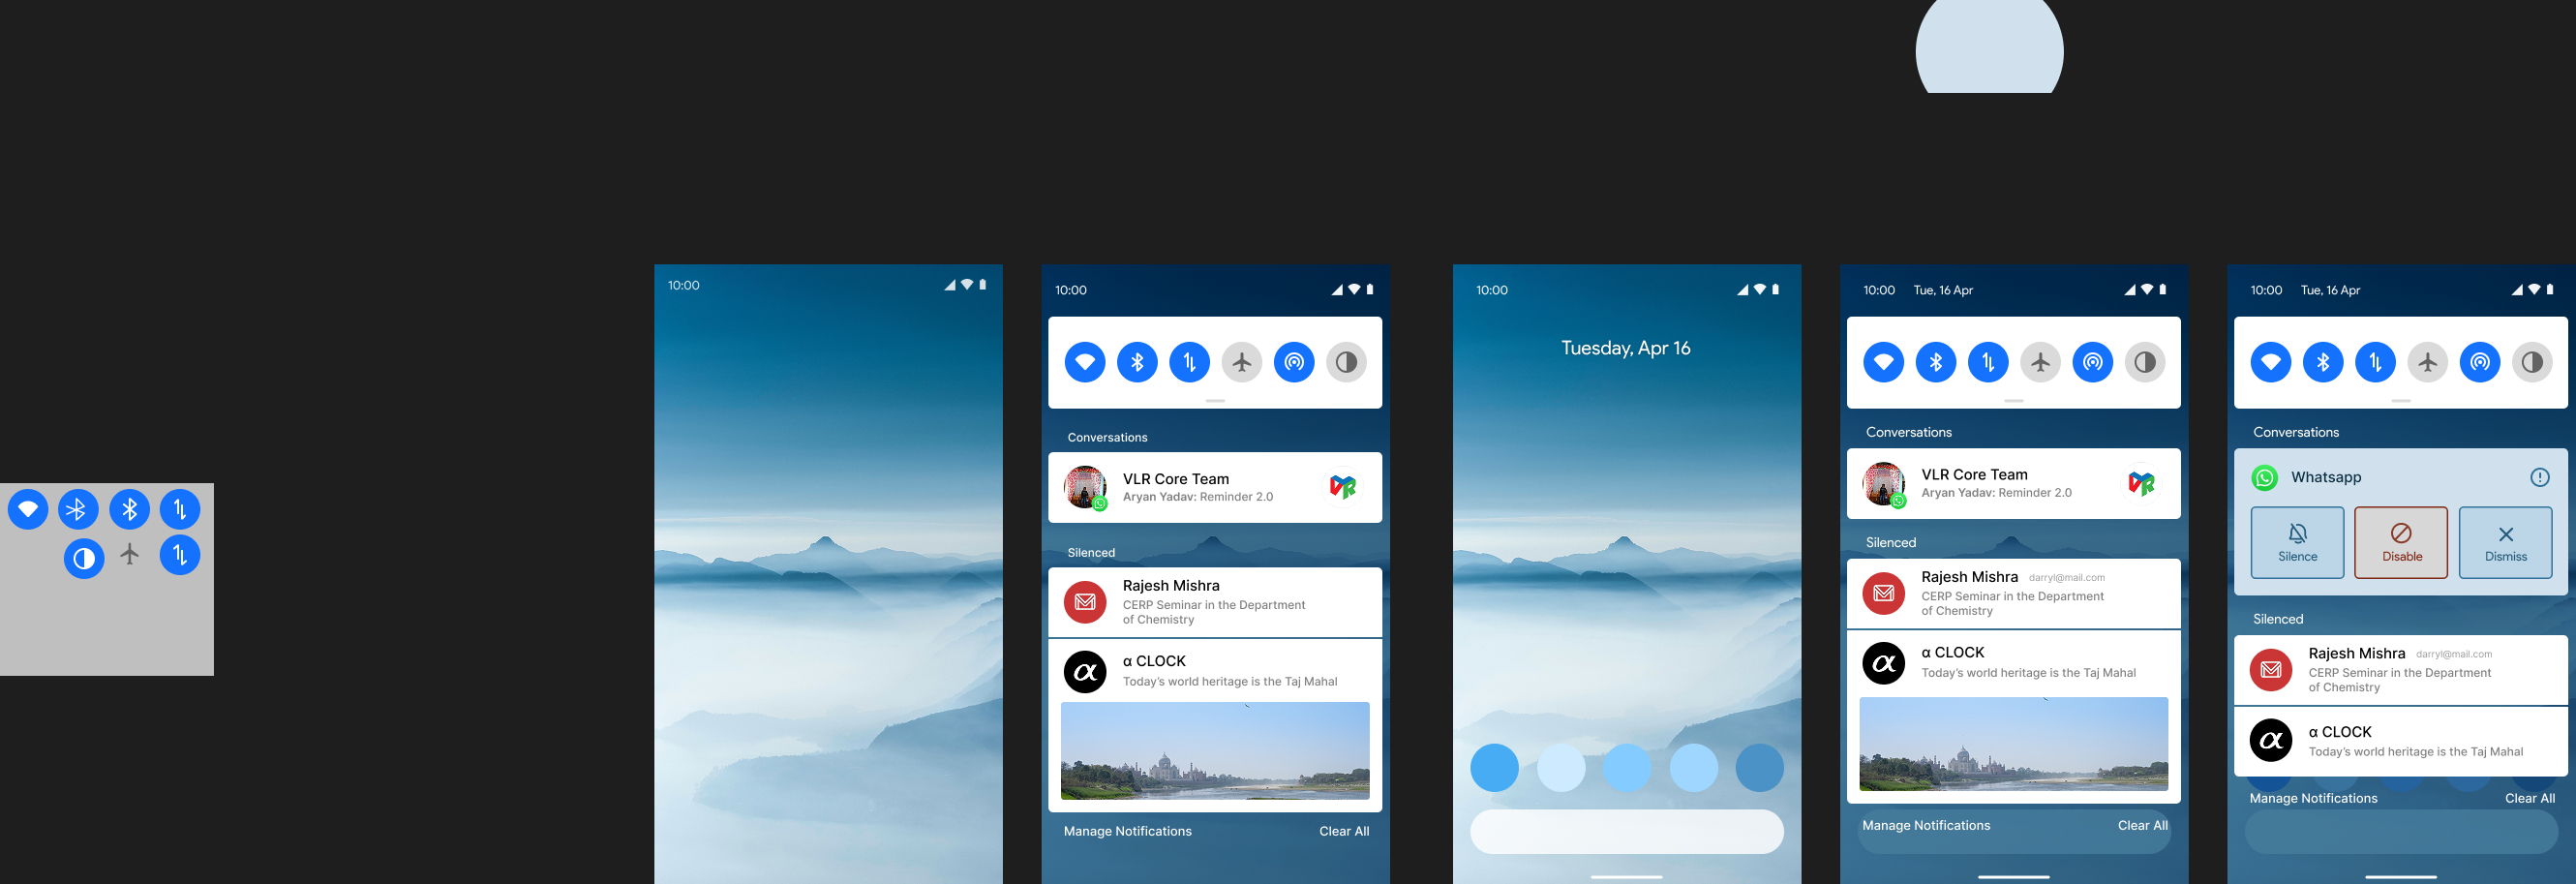 10:00
10:00
Conversations
VLR Core Team
Aryan Yadav: Reminder 2.0
VR
Silenced
Rajesh Mishra
CERP Seminar in the Department
of Chemistry
α
α CLOCK
Today's world heritage is the Taj Mahal
Manage Notifications
Clear All
10:00
Tuesday, Apr 16
10:00
Tue, 16 Apr
Conversations
VLR Core Team
Aryan Yadav: Reminder 2.0
VR
Silenced
Rajesh Mishra
darryl@mail.com
CERP Seminar in the Department
of Chemistry
α
α CLOCK
Today's world heritage is the Taj Mahal
Manage Notifications
Clear All
10:00
Tue, 16 Apr
Conversations
Whatsapp
Silence
Disable
Dismiss
Silenced
Rajesh Mishra
darryl@mail.com
CERP Seminar in the Department
of Chemistry
α
α CLOCK
Today's world heritage is the Taj Mahal
Manage Notifications
Clear All